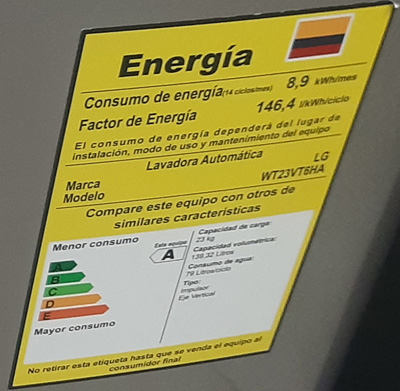 Energía
Consumo de energía(14 ciclos/mes) 8,9 kWh/mes
Factor de Energía 146,4 l/kWh/ciclo
El consumo de energía dependerá del lugar de
instalación, modo de uso y mantenimiento del equipo
Lavadora Automática
Marca LG
Modelo WT23VT6HA
Compare este equipo con otros de
similares características
Menor consumo
Este equipo
A
A
B
C
D
E
Mayor consumo
Capacidad de carga:
23 kg
Capacidad volumétrica:
139,32 Litros
Consumo de agua:
79 Litros/ciclo
Tipo:
Impulsor
Eje Vertical
No retirar esta etiqueta hasta que se venda el equipo al
consumidor final